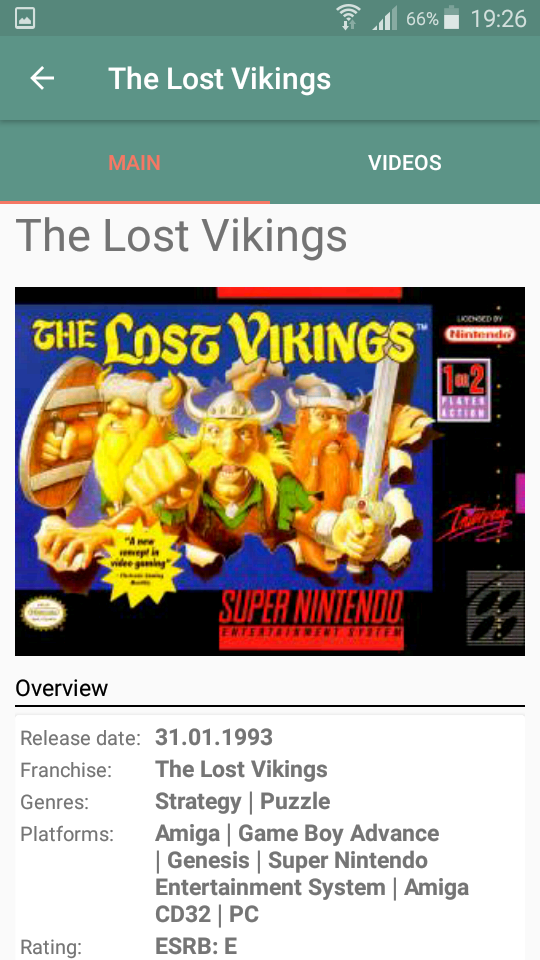 66% 19:26
The Lost Vikings
MAIN VIDEOS
The Lost Vikings
THE LOST VIKINGS™
LICENSED BY
Nintendo
1 or 2
PLAYER
ACTION
Interplay
"A new
concept in
video gaming"
- Electronic Gaming
Monthly
SUPER NINTENDO
ENTERTAINMENT SYSTEM
Overview
Release date: 31.01.1993
Franchise: The Lost Vikings
Genres: Strategy | Puzzle
Platforms: Amiga | Game Boy Advance
| Genesis | Super Nintendo
Entertainment System | Amiga
CD32 | PC
Rating: ESRB: E